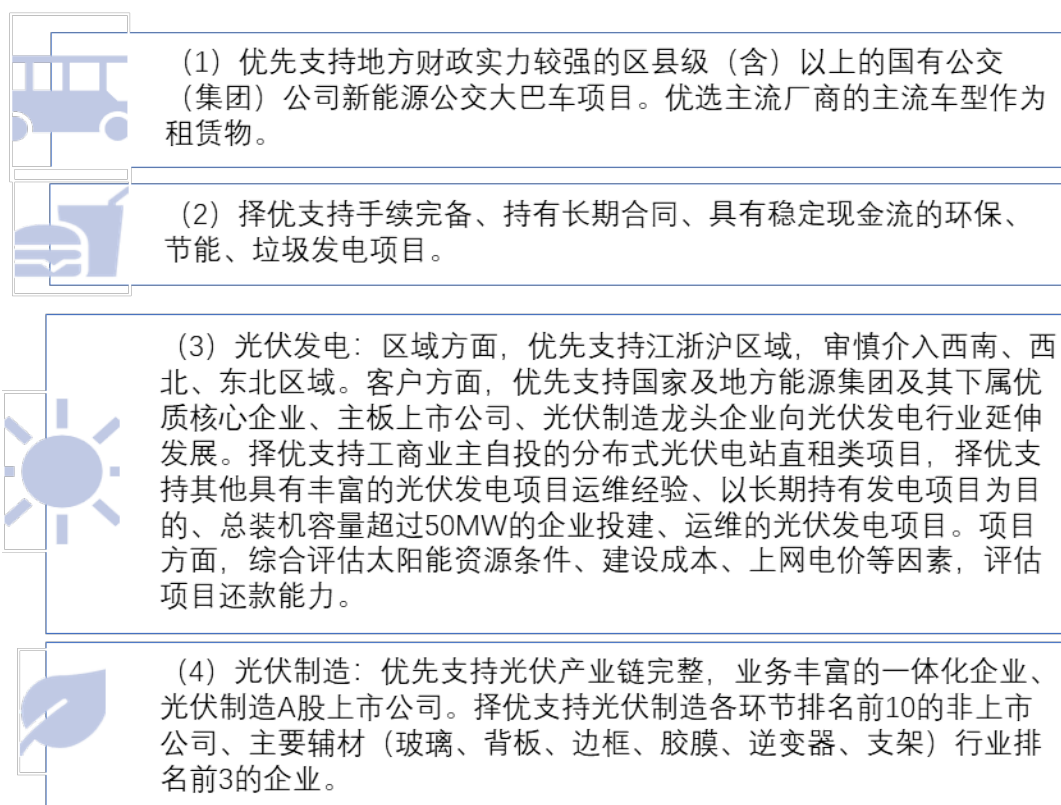 （1）优先支持地方财政实力较强的区县级（含）以上的国有公交
（集团）公司新能源公交大巴车项目。优选主流厂商的主流车型作为
租赁物。
（2）择优支持手续完备、持有长期合同、具有稳定现金流的环保、
节能、垃圾发电项目。
（3）光伏发电：区域方面，优先支持江浙沪区域，审慎介入西南、西
北、东北区域。客户方面，优先支持国家及地方能源集团及其下属优
质核心企业、主板上市公司、光伏制造龙头企业向光伏发电行业延伸
发展。择优支持工商业主自投的分布式光伏电站直租类项目，择优支
持其他具有丰富的光伏发电项目运维经验、以长期持有发电项目为目
的、总装机容量超过50MW的企业投建、运维的光伏发电项目。项目
方面，综合评估太阳能资源条件、建设成本、上网电价等因素，评估
项目还款能力。
（4）光伏制造：优先支持光伏产业链完整，业务丰富的一体化企业、
光伏制造A股上市公司。择优支持光伏制造各环节排名前10的非上市
公司、主要辅材（玻璃、背板、边框、胶膜、逆变器、支架）行业排
名前3的企业。